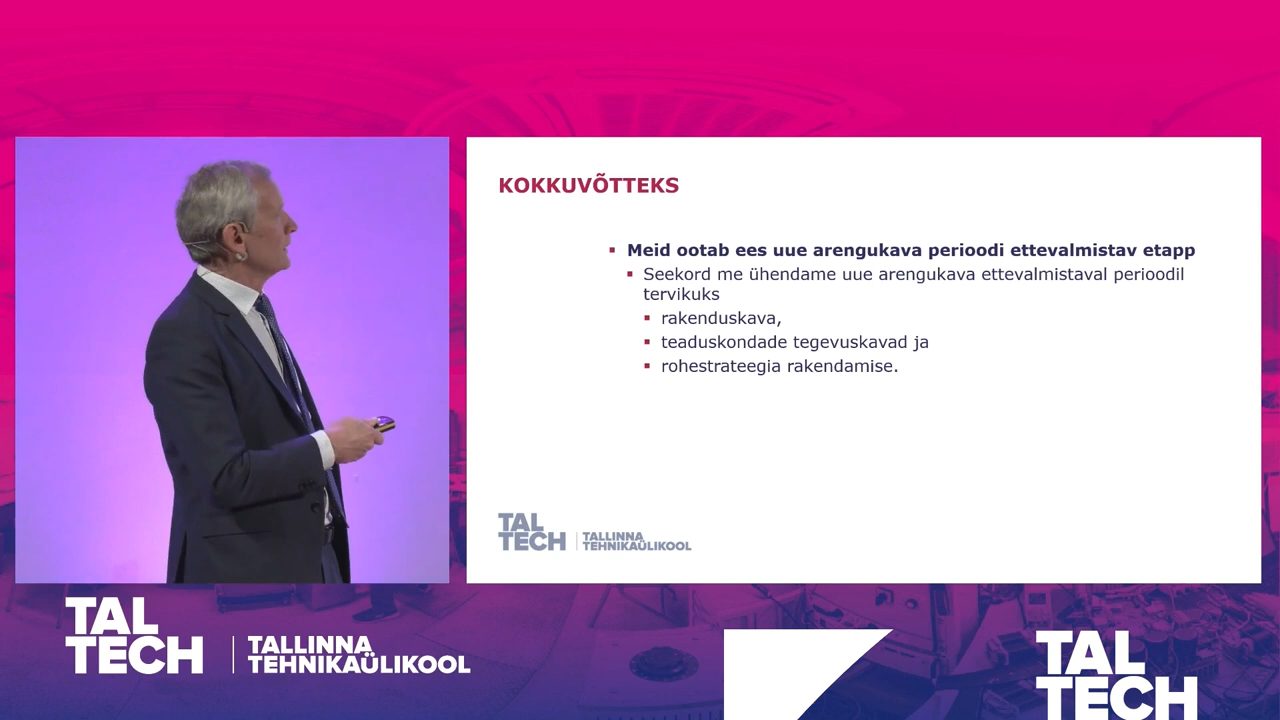 KOKKUVÕTTEKS
Meid ootab ees uue arengukava perioodi ettevalmistav etapp
Seekord me ühendame uue arengukava ettevalmistaval perioodil
tervikuks
rakenduskava,
teaduskondade tegevuskavad ja
rohestrateegia rakendamise.
TAL
TECH
TALLINNA
TEHNIKAÜLIKOOL
TAL
TECH
TALLINNA
TEHNIKAÜLIKOOL
TAL
TECH